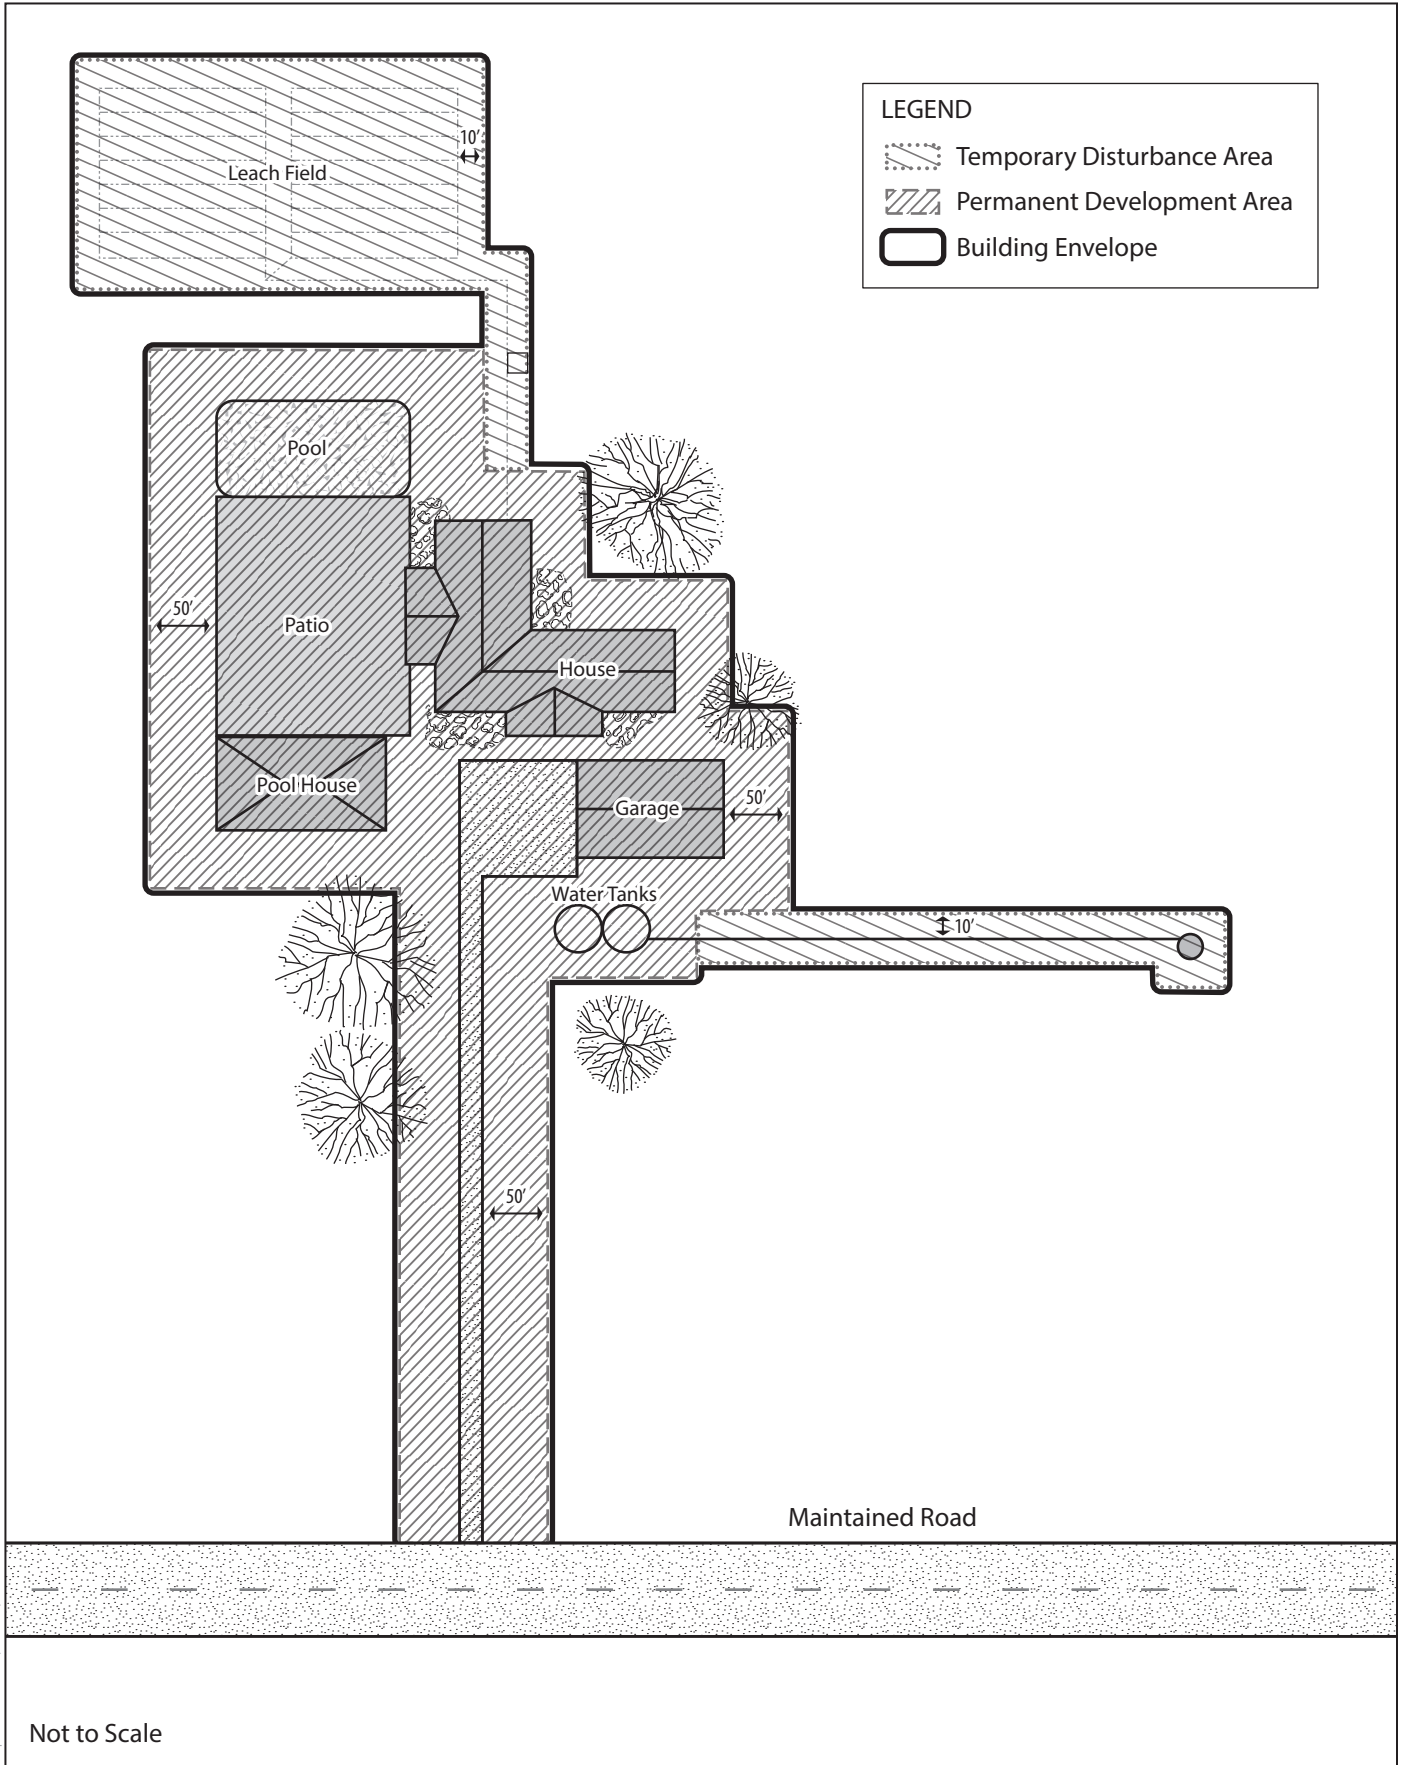 LEGEND
Temporary Disturbance Area
Permanent Development Area
Building Envelope
10′
Leach Field
Pool
50′
Patio
House
Pool House
Garage
50′
Water Tanks
10′
50′
Maintained Road
Not to Scale